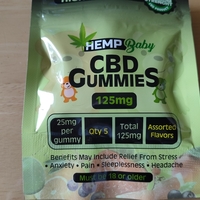 HEMP Baby
CBD
GUMMIES
125mg
25mg per gummy
Qty 5
Total 125mg
Assorted Flavors
Benefits May Include Relief From Stress
• Anxiety • Pain • Sleeplessness • Headache
Must be 18 or older